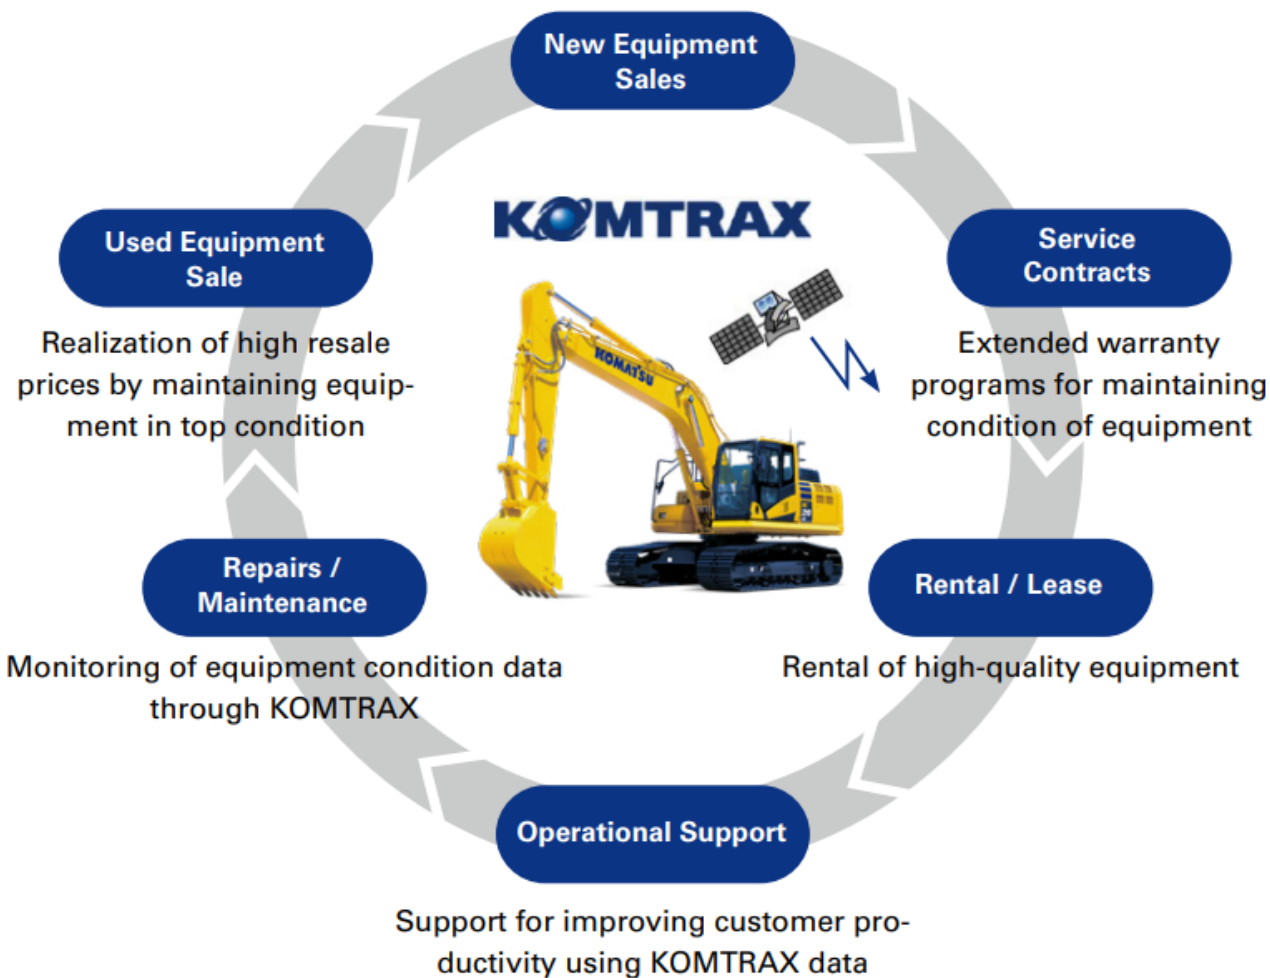 New Equipment
Sales
KOMTRAX
Used Equipment
Sale
Realization of high resale
prices by maintaining equip-
ment in top condition
Service
Contracts
Extended warranty
programs for maintaining
condition of equipment
KOMATSU
Repairs /
Maintenance
Monitoring of equipment condition data
through KOMTRAX
Rental / Lease
Rental of high-quality equipment
Operational Support
Support for improving customer pro-
ductivity using KOMTRAX data